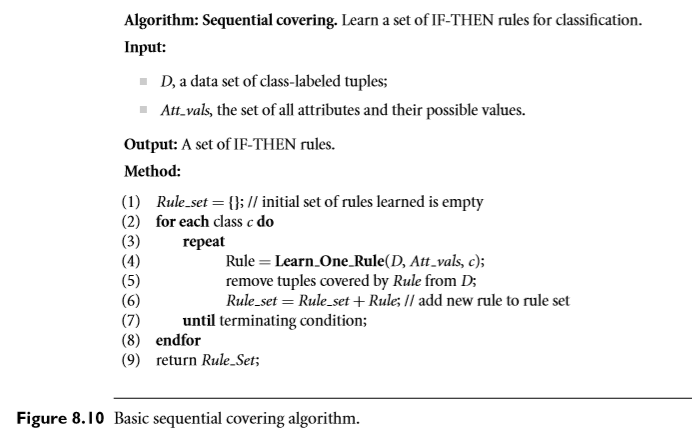 Algorithm: Sequential covering. Learn a set of IF-THEN rules for classification.
Input:
D, a data set of class-labeled tuples;
Att_vals, the set of all attributes and their possible values.
Output: A set of IF-THEN rules.
Method:
(1) Rule_set = {}; // initial set of rules learned is empty
(2) for each class c do
(3) repeat
(4) Rule = Learn_One_Rule(D, Att_vals, c);
(5) remove tuples covered by Rule from D;
(6) Rule_set = Rule_set + Rule; // add new rule to rule set
(7) until terminating condition;
(8) endfor
(9) return Rule_Set;
Figure 8.10 Basic sequential covering algorithm.